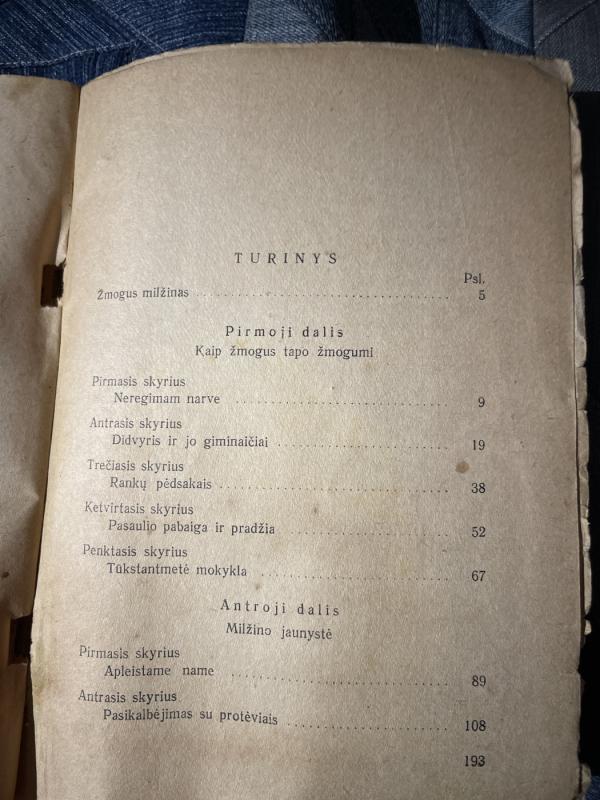 TURINYS
Psl.
Žmogus milžinas 5
Pirmoji dalis
Kaip žmogus tapo žmogumi
Pirmasis skyrius
Neregimam narve 9
Antrasis skyrius
Didvyris ir jo giminaičiai 19
Trečiasis skyrius
Rankų pėdsakais 38
Ketvirtasis skyrius
Pasaulio pabaiga ir pradžia 52
Penktasis skyrius
Tūkstantmetė mokykla 67
Antroji dalis
Milžino jaunystė
Pirmasis skyrius
Apleistame name 89
Antrasis skyrius
Pasikalbėjimas su protėviais 108
193